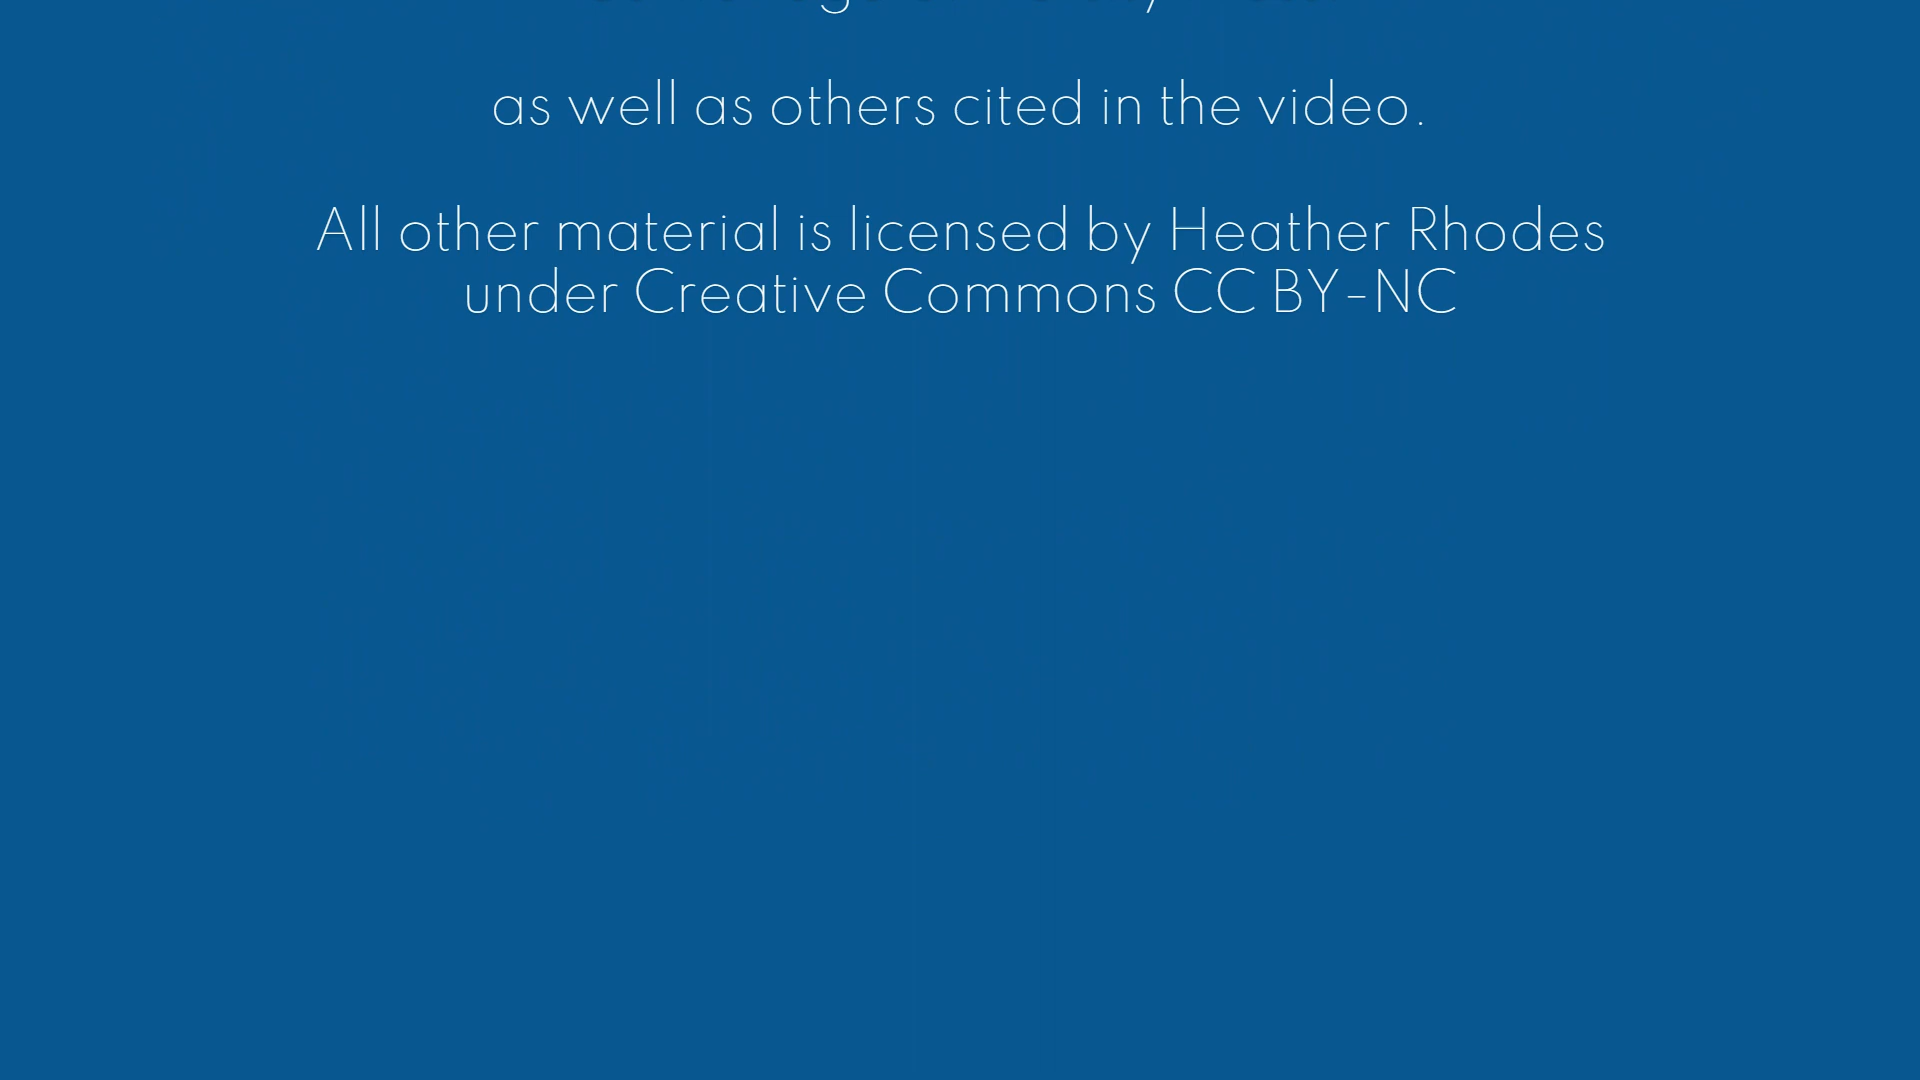 as well as others cited in the video.
All other material is licensed by Heather Rhodes
under Creative Commons CC BY-NC